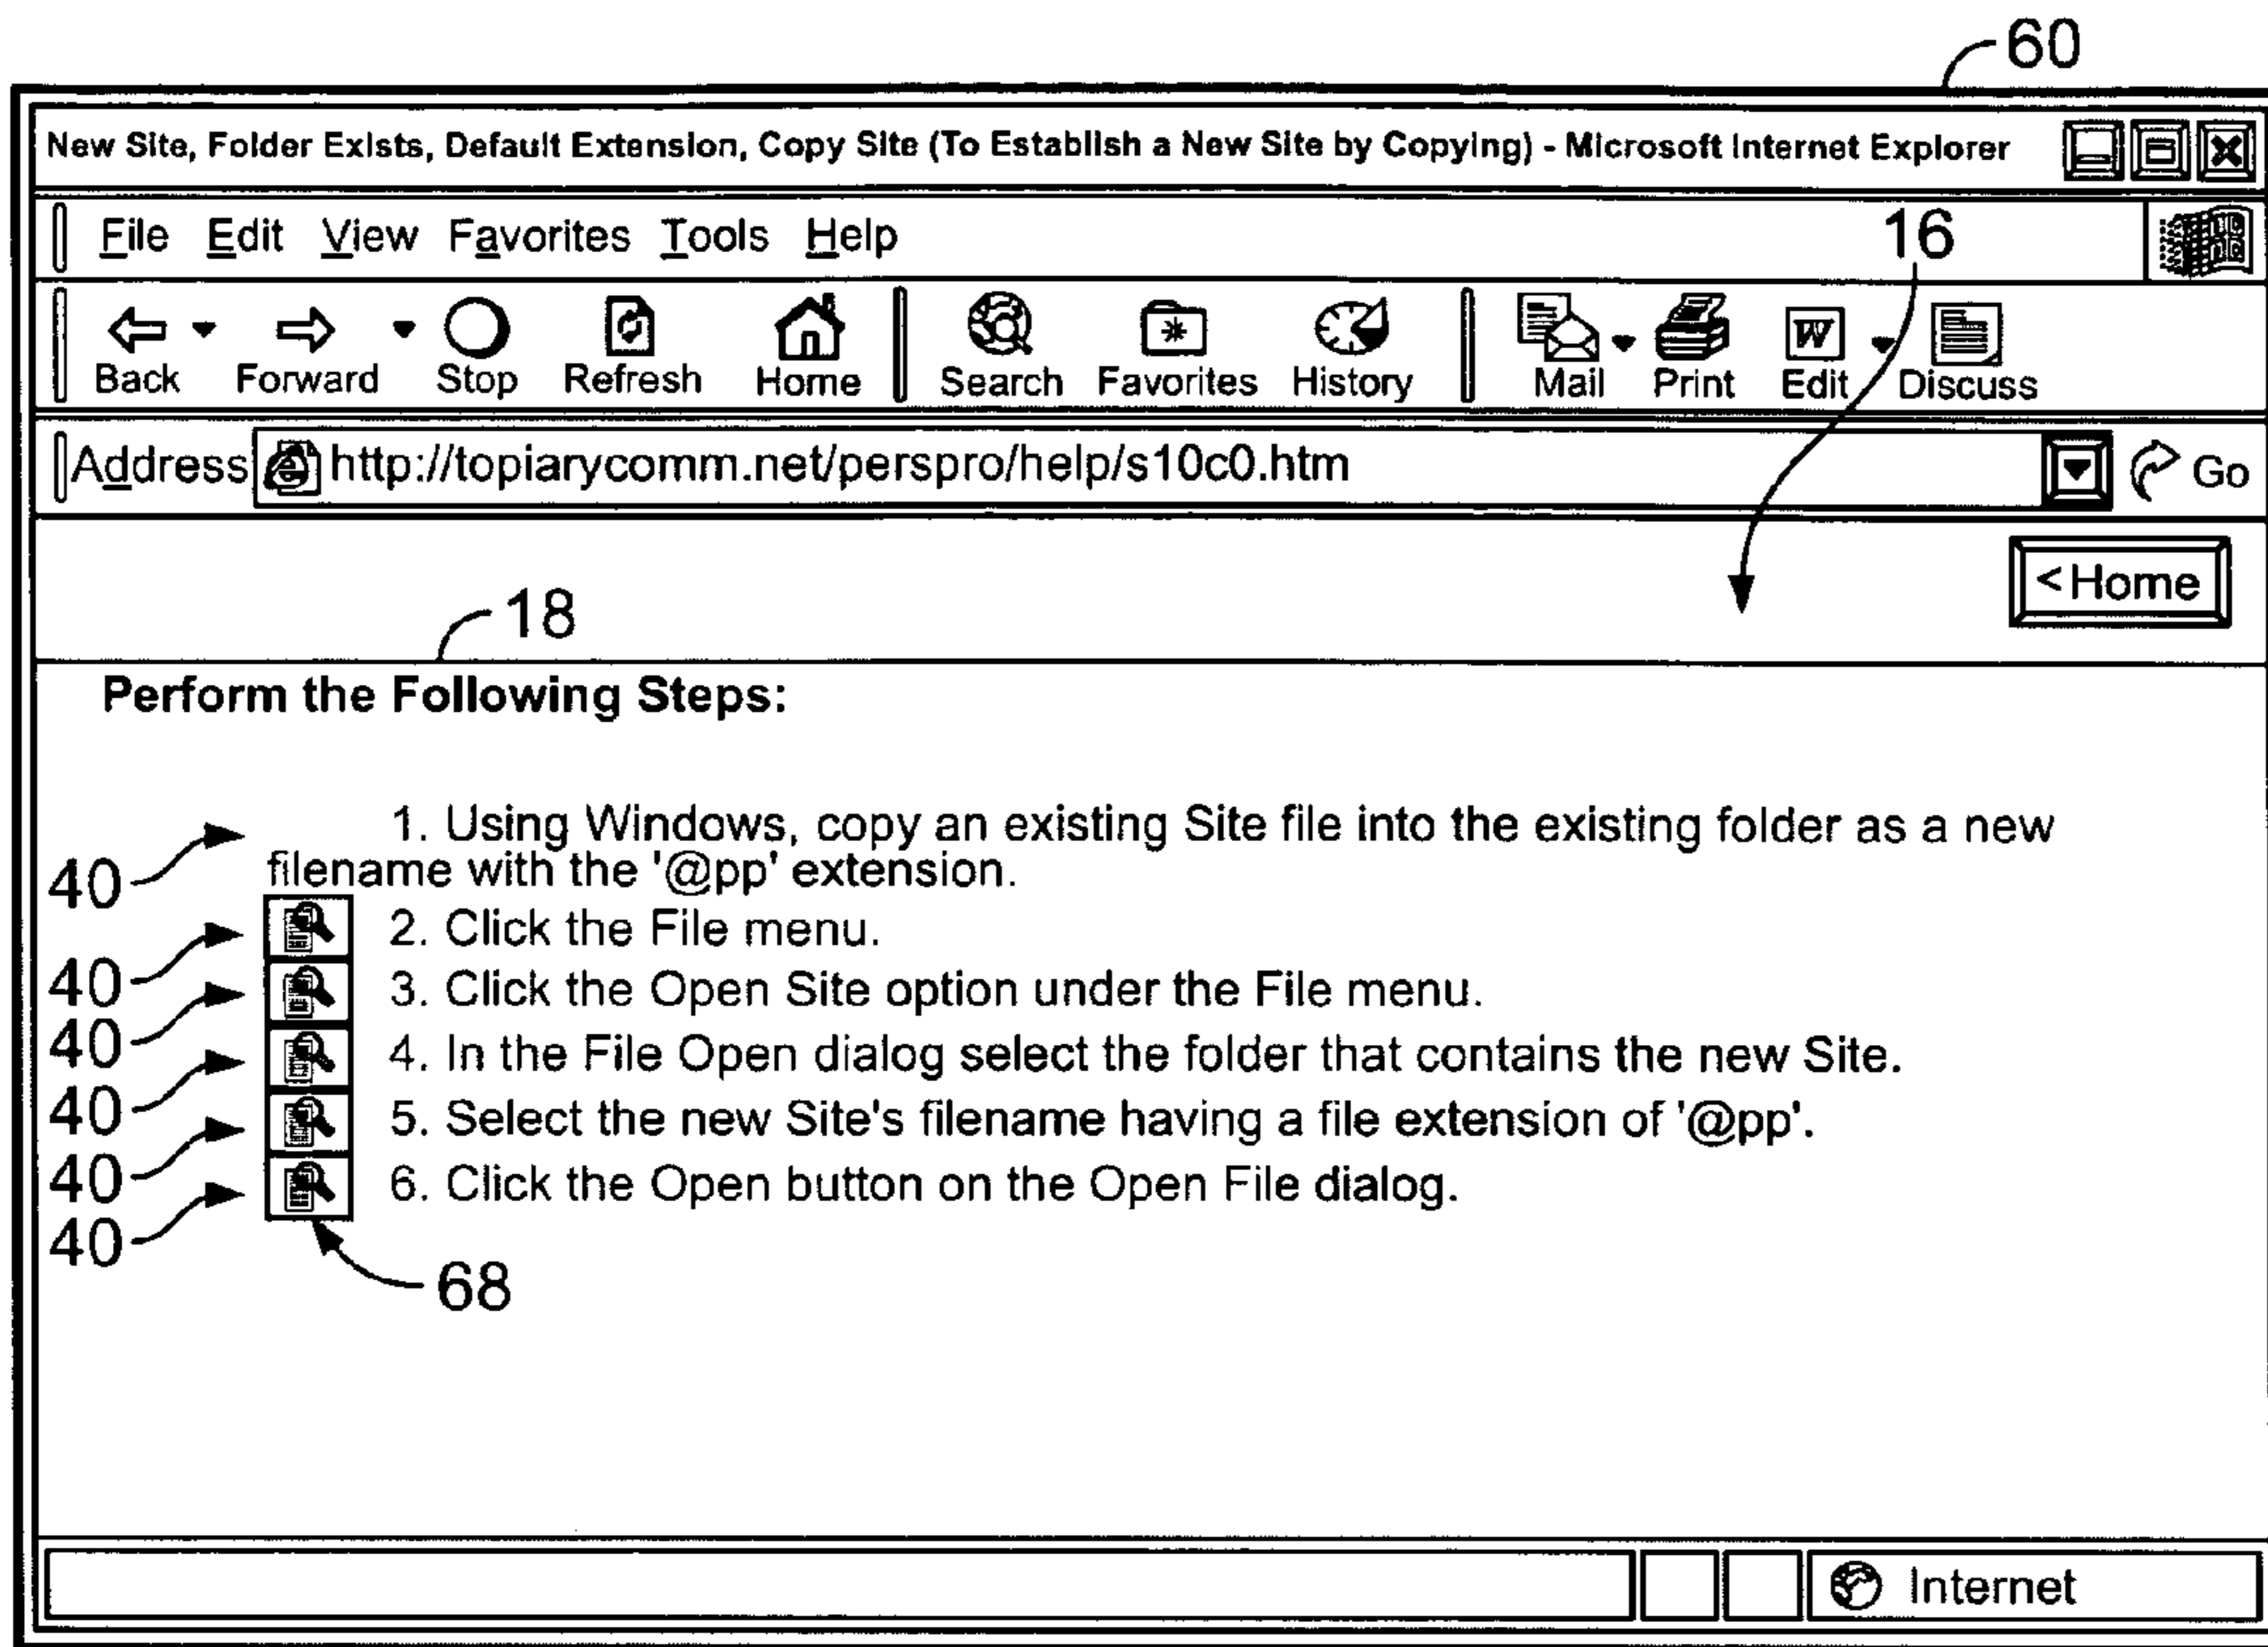 60
New Site, Folder Exists, Default Extension, Copy Site (To Establish a New Site by Copying) - Microsoft Internet Explorer
File Edit View Favorites Tools Help
16
Back Forward Stop Refresh Home Search Favorites History Mail Print Edit Discuss
Address http://topiarycomm.net/perspro/help/s10c0.htm Go
<Home
18
Perform the Following Steps:
1. Using Windows, copy an existing Site file into the existing folder as a new
40 filename with the '@pp' extension.
2. Click the File menu.
40
3. Click the Open Site option under the File menu.
40
4. In the File Open dialog select the folder that contains the new Site.
40
5. Select the new Site's filename having a file extension of '@pp'.
40
6. Click the Open button on the Open File dialog.
40
68
Internet